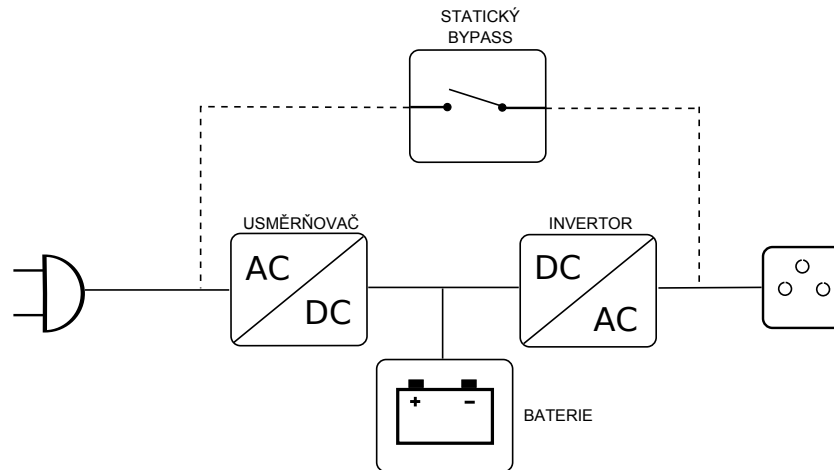 STATICKÝ
BYPASS
USMĚRŇOVAČ
INVERTOR
AC
DC
DC
AC
+
−
BATERIE